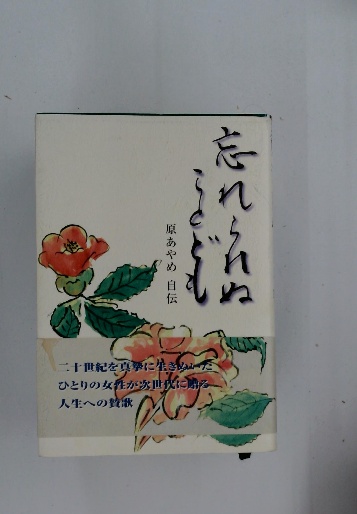 忘れられぬ
ことども
原あやめ 自伝
二十世紀を真摯に生きぬいた
ひとりの女性が次世代に贈る
人生への賛歌